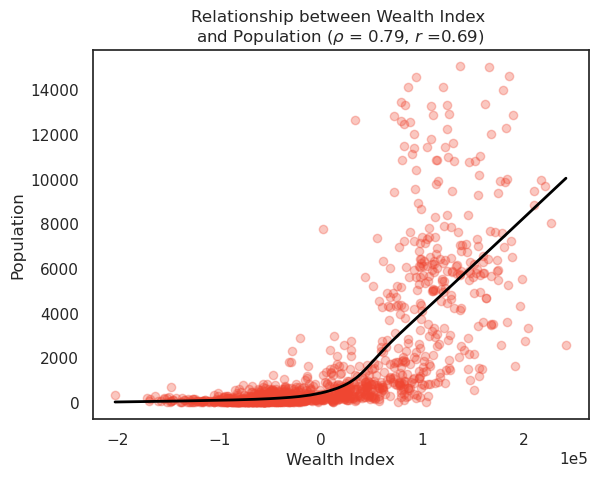 Relationship between Wealth Index
and Population (ρ = 0.79, r =0.69)
Population
14000
12000
10000
8000
6000
4000
2000
0
−2
−1
0
1
2
1e5
Wealth Index